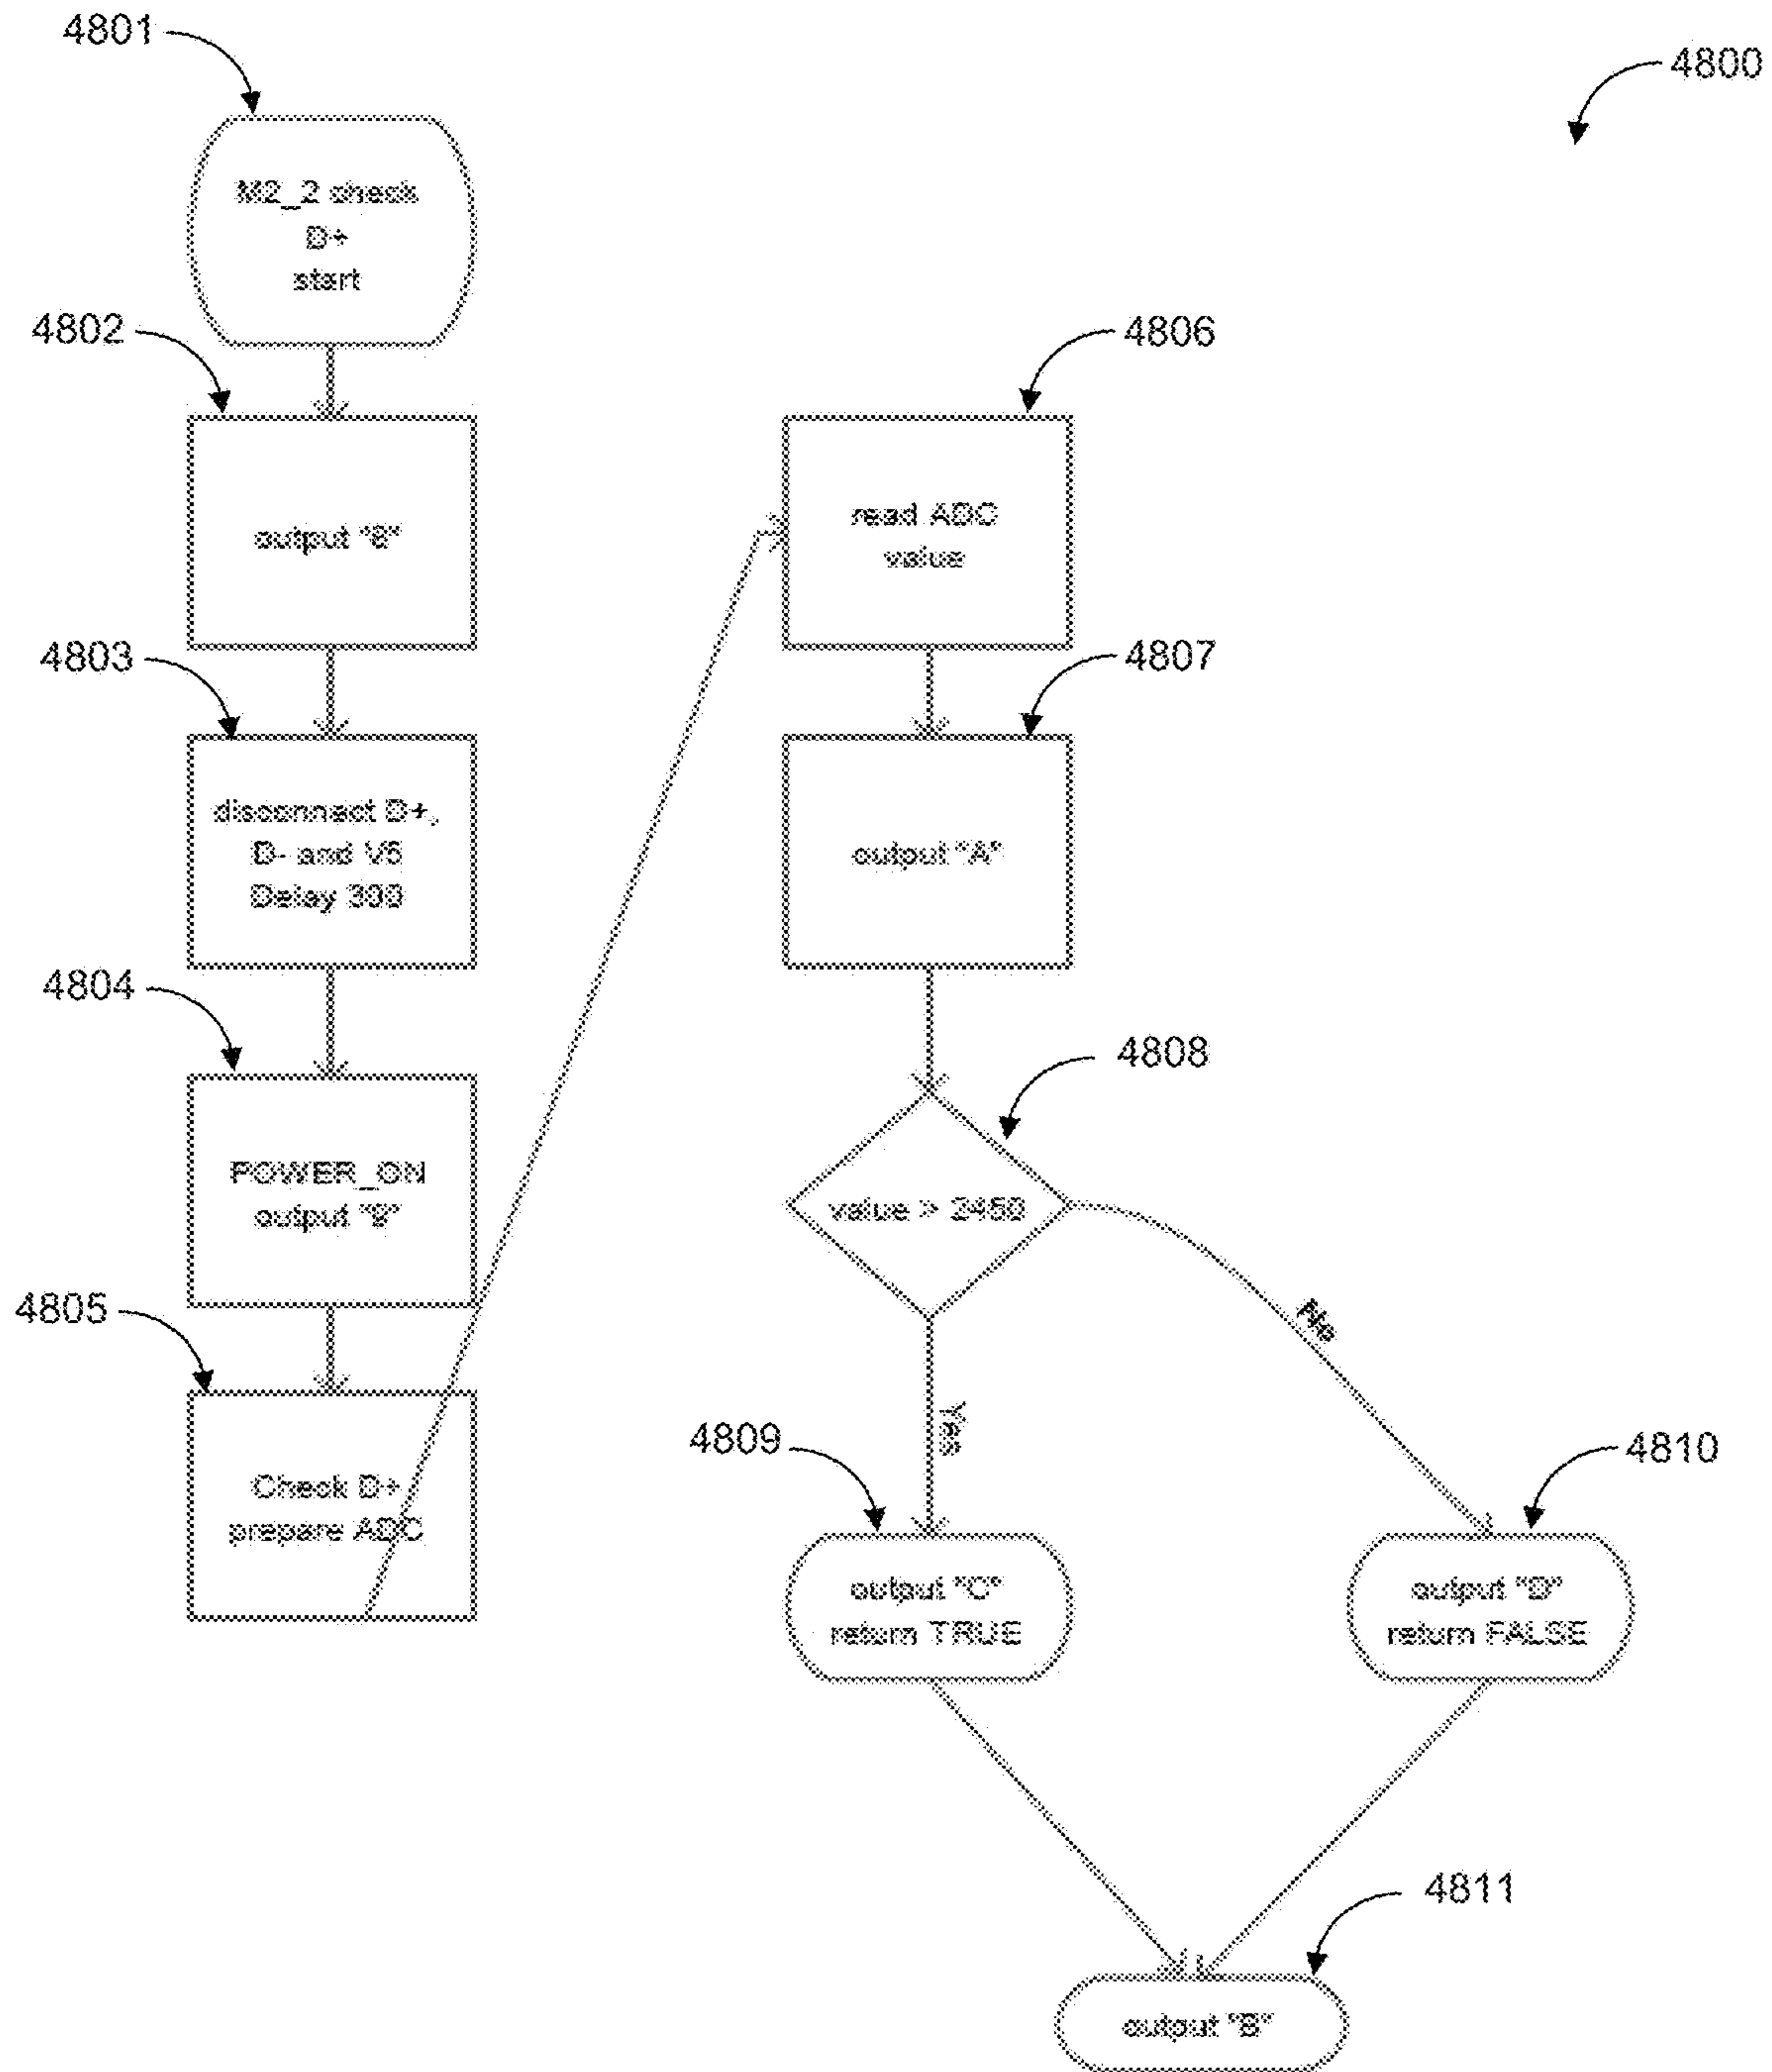 4801
4800
M2_2 check
D+
start
4802
output
4806
read ADC
value
4803
disconnect D+,
D- and V5
Delay 300
4807
output "A"
4804
POWER_ON
output "9"
4808
value > 2450
No
4805
Check D+
prepare ADC
Yes
4809
output "C"
return TRUE
4810
output "D"
return FALSE
4811
output "B"